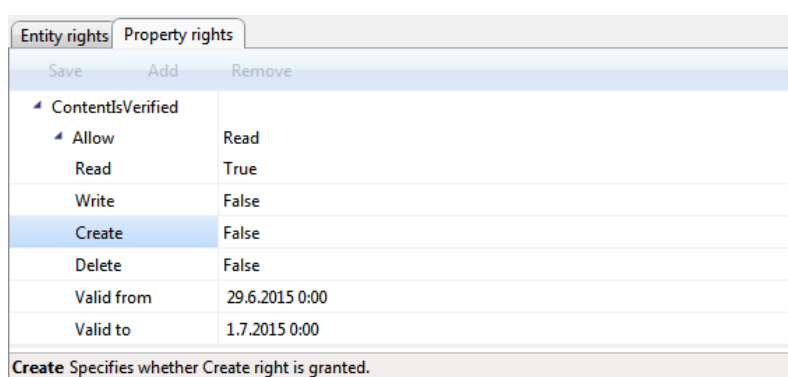 Entity rights Property rights
Save Add Remove
ContentIsVerified
Allow Read
Read True
Write False
Create False
Delete False
Valid from 29.6.2015 0:00
Valid to 1.7.2015 0:00
Create Specifies whether Create right is granted.